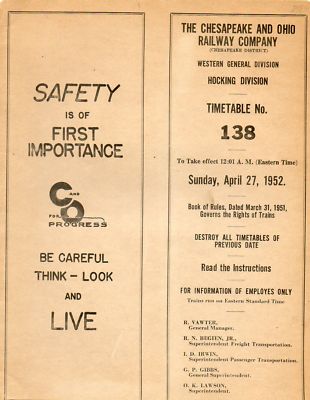 SAFETY
IS OF
FIRST
IMPORTANCE
C AND O
FOR
PROGRESS
BE CAREFUL
THINK – LOOK
AND
LIVE
THE CHESAPEAKE AND OHIO
RAILWAY COMPANY
(CHESAPEAKE DISTRICT)
WESTERN GENERAL DIVISION
HOCKING DIVISION
TIMETABLE No.
138
To Take effect 12:01 A. M. (Eastern Time)
Sunday, April 27, 1952.
Book of Rules, Dated March 31, 1951,
Governs the Rights of Trains
DESTROY ALL TIMETABLES OF
PREVIOUS DATE
Read the Instructions
FOR INFORMATION OF EMPLOYES ONLY
Trains run on Eastern Standard Time
R. VAWTER,
General Manager.
R. N. BEGIEN, JR.,
Superintendent Freight Transportation.
I. D. IRWIN,
Superintendent Passenger Transportation.
G. P. GIBBS,
General Superintendent.
O. K. LAWSON,
Superintendent.